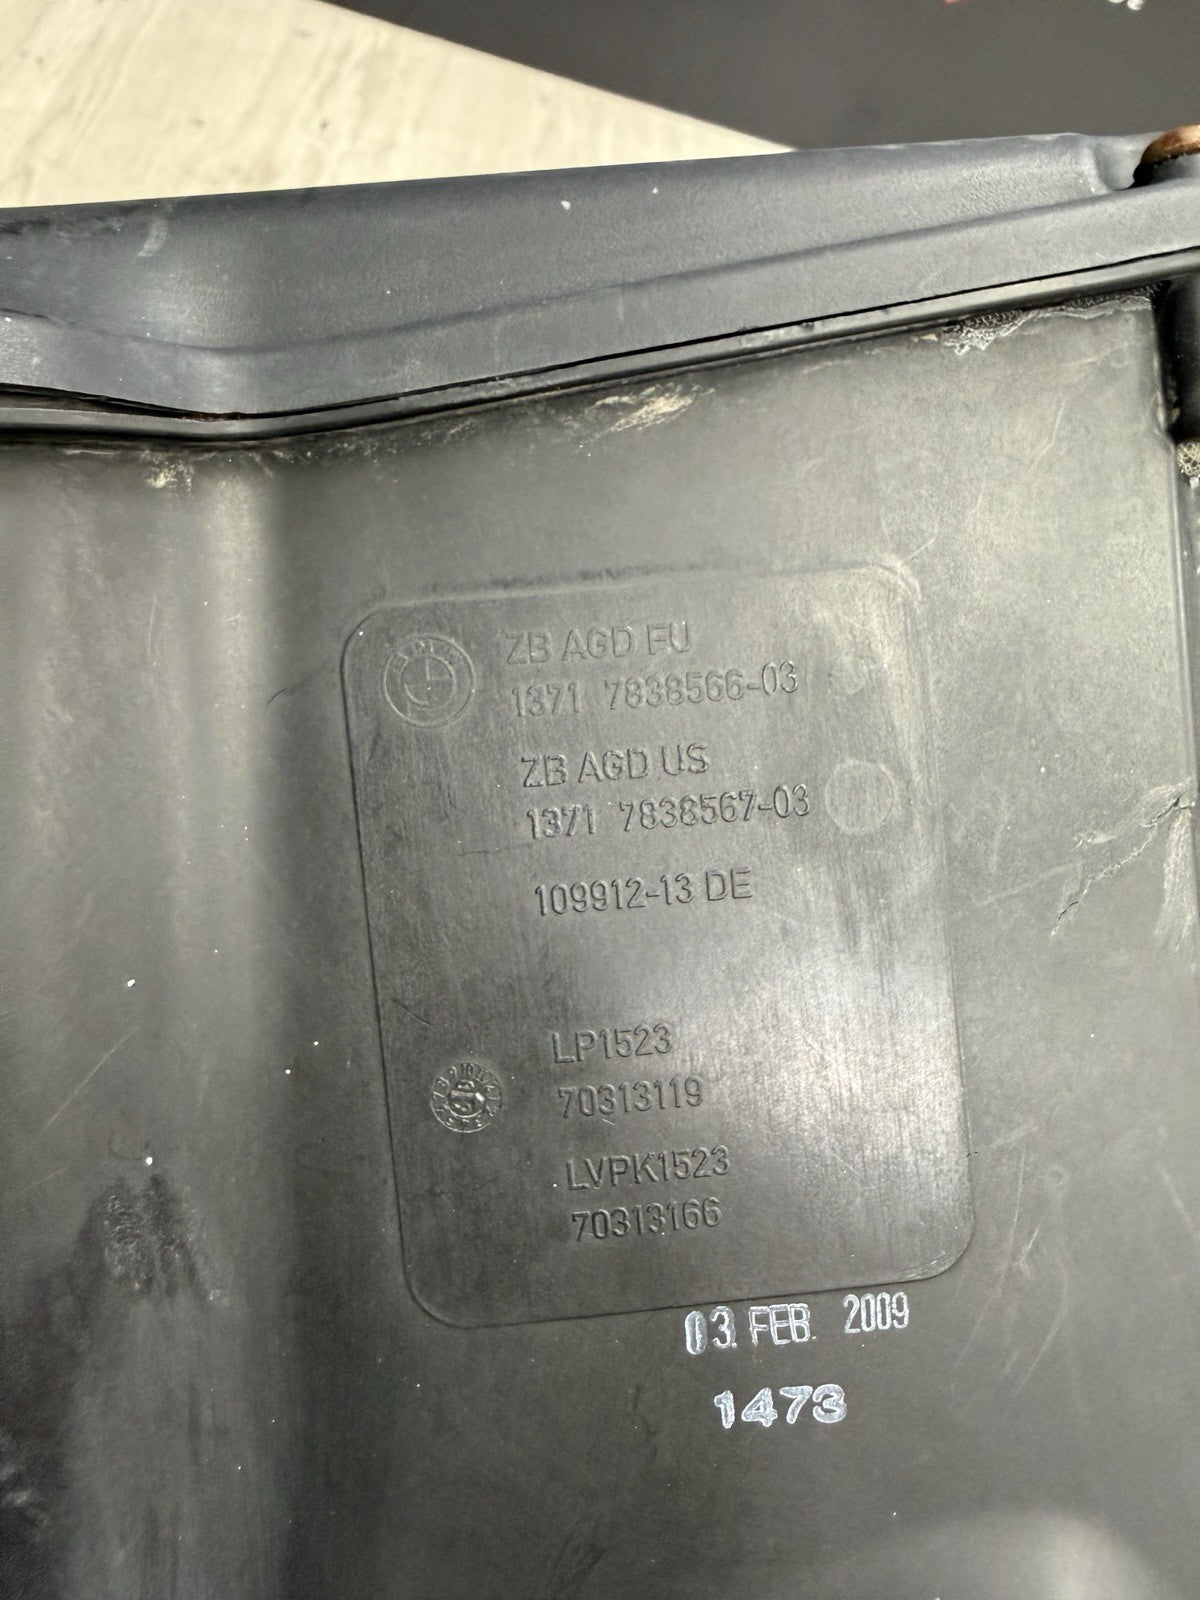 ZB AGD FU
1371 7838566-03
ZB AGD US
1371 7838567-03
109912-13 DE
LP1523
70313119
LVPK1523
70313166
03. FEB. 2009
1473